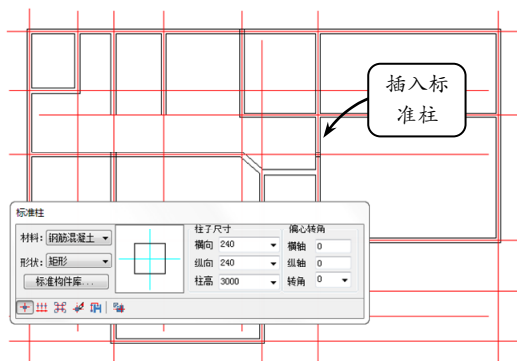 插入标
准柱
标准柱
材料: 钢筋混凝土
形状: 矩形
标准构件库...
柱子尺寸
横向 240
纵向 240
柱高 3000
偏心转角
横轴 0
纵轴 0
转角 0